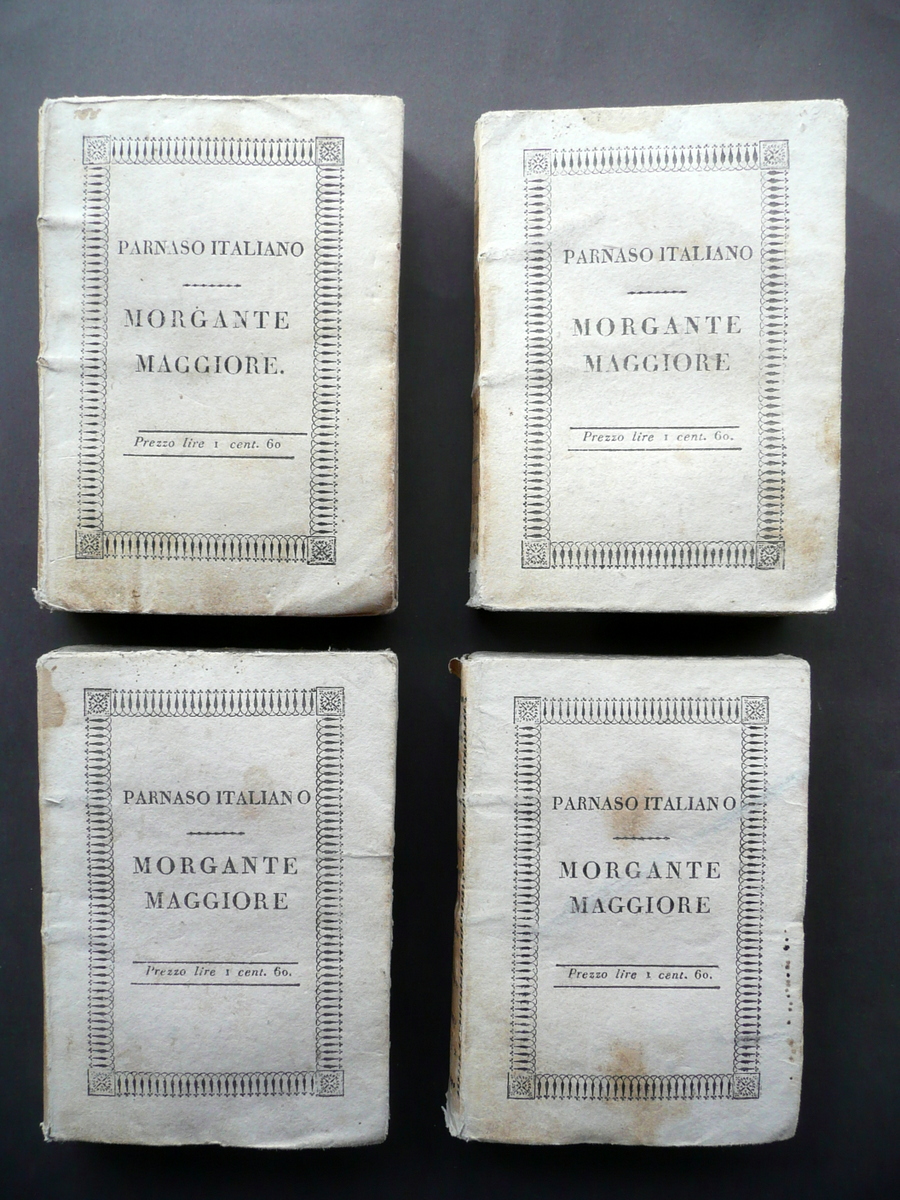 PARNASO ITALIANO
MORGANTE
MAGGIORE.
Prezzo lire 1 cent. 60
PARNASO ITALIANO
MORGANTE
MAGGIORE
Prezzo lire 1 cent. 60.
PARNASO ITALIANO
MORGANTE
MAGGIORE
Prezzo lire 1 cent. 60.
PARNASO ITALIANO
MORGANTE
MAGGIORE
Prezzo lire 1 cent. 60.